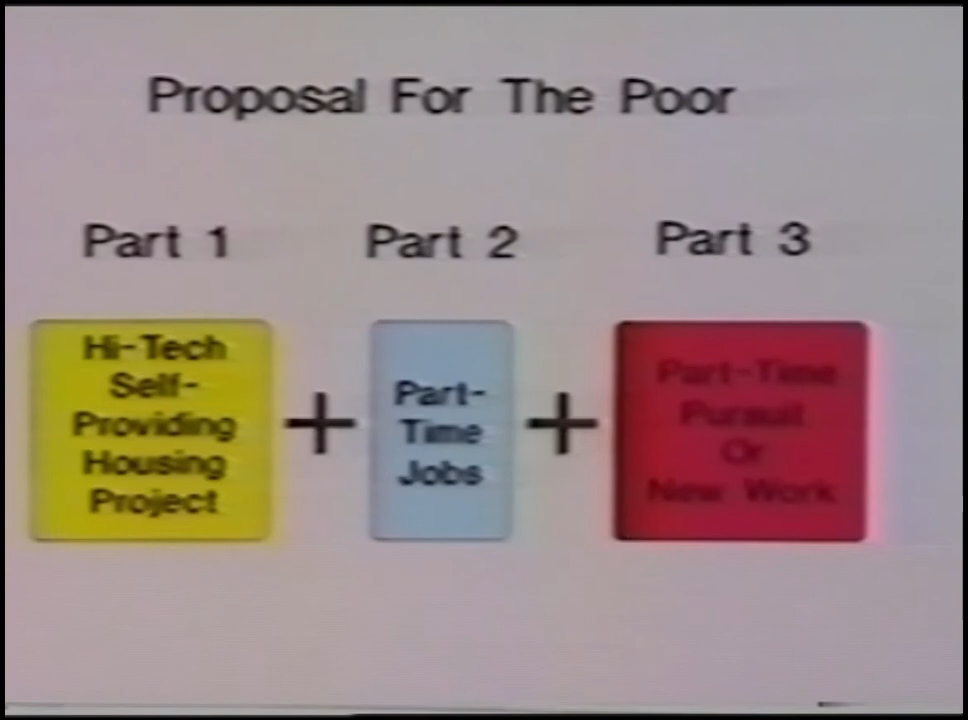 Proposal For The Poor
Part 1
Part 2
Part 3
Hi-Tech
Self-
Providing
Housing
Project
+
Part-
Time
Jobs
+
Part-Time
Pursuit
Or
New Work